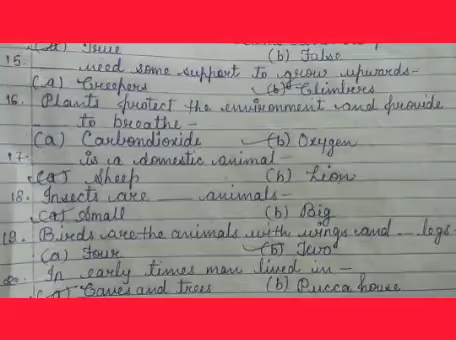 (a) True (b) False
15. ___ need some support to grow upwards-
(a) Creepers (b) Climbers
16. Plants protect the environment and provide
___ to breathe-
(a) Carbondioxide (b) Oxygen
17. ___ is a domestic animal-
(a) Sheep (b) Lion
18. Insects are ___ animals-
(a) Small (b) Big
19. Birds are the animals with wings and __ legs.
(a) Four (b) Two
20. In early times man lived in-
(a) Caves and trees (b) Pucca house